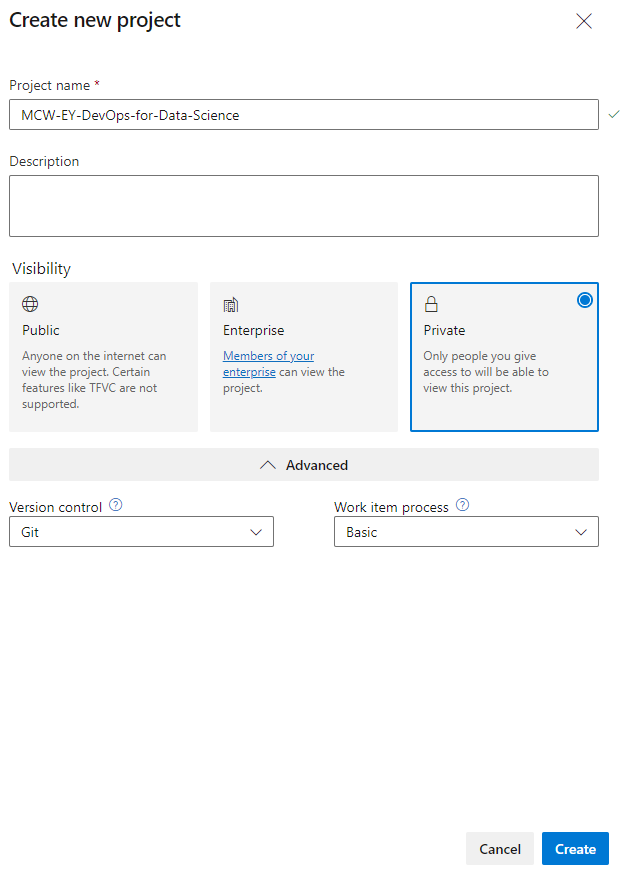 Create new project
Project name *
MCW-EY-DevOps-for-Data-Science
Description
Visibility
Public
Anyone on the internet can
view the project. Certain
features like TFVC are not
supported.
Enterprise
Members of your
enterprise can view the
project.
Private
Only people you give
access to will be able to
view this project.
Advanced
Version control ?
Git
Work item process ?
Basic
Cancel
Create